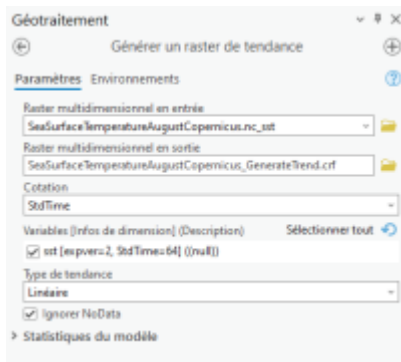 Géotraitement
Générer un raster de tendance
Paramètres Environnements
Raster multidimensionnel en entrée
SeaSurfaceTemperatureAugustCopernicus.nc_sst
Raster multidimensionnel en sortie
SeaSurfaceTemperatureAugustCopernicus_GenerateTrend.crf
Cotation
StdTime
Variables [Infos de dimension] (Description) Sélectionner tout
sst [expver=2, StdTime=64] ((null))
Type de tendance
Linéaire
Ignorer NoData
Statistiques du modèle